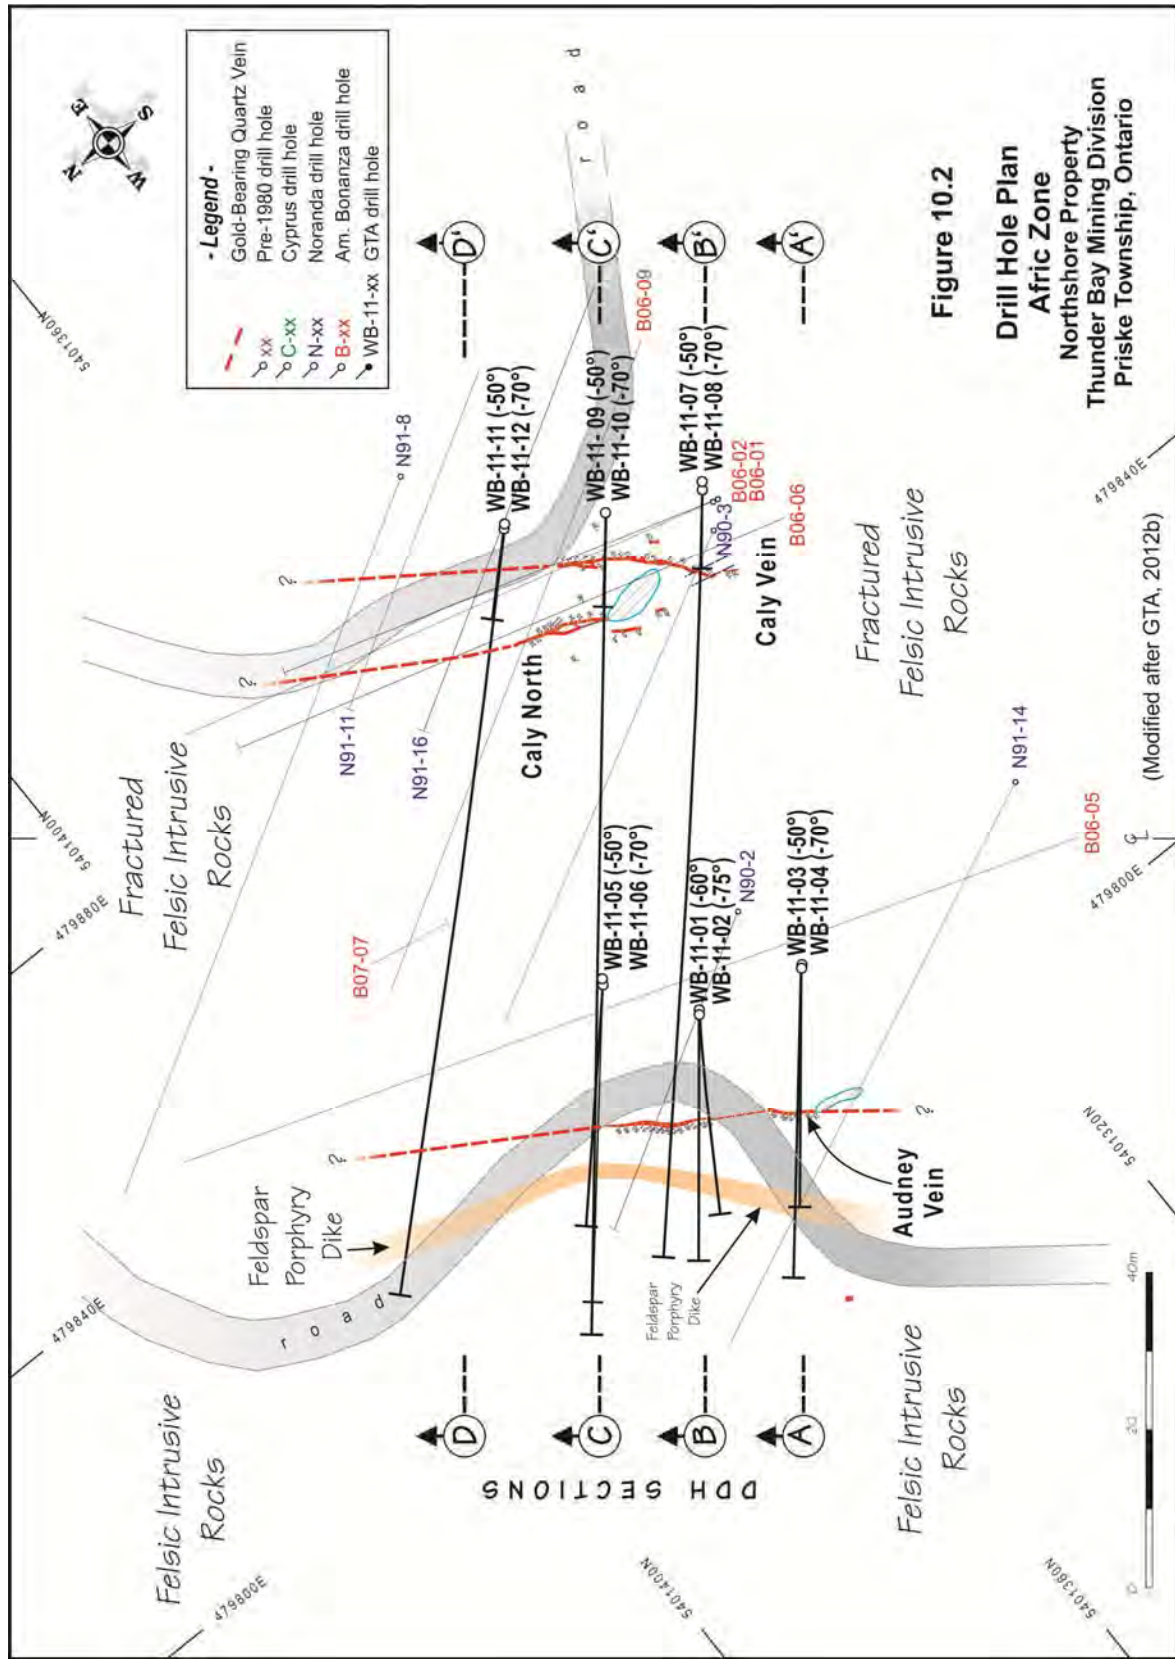 N
E
S
W
- Legend -
Gold-Bearing Quartz Vein
xx Pre-1980 drill hole
C-xx Cyprus drill hole
N-xx Noranda drill hole
B-xx Am. Bonanza drill hole
WB-11-xx GTA drill hole
5401360N
5401400N
479880E
479840E
479800E
5401400N
5401360N
5401320N
479800E
479840E
road
road
Felsic Intrusive
Rocks
Fractured
Felsic Intrusive
Rocks
Feldspar
Porphyry
Dike
?
?
?
?
N91-8
N91-11
N91-16
B07-07
B06-09
WB-11-11 (-50°)
WB-11-12 (-70°)
WB-11-09 (-50°)
WB-11-10 (-70°)
WB-11-07 (-50°)
WB-11-08 (-70°)
B06-02
B06-01
N90-3
B06-06
Caly North
Caly Vein
WB-11-05 (-50°)
WB-11-06 (-70°)
WB-11-01 (-60°)
WB-11-02 (-75°)
N90-2
WB-11-03 (-50°)
WB-11-04 (-70°)
Audney
Vein
Feldspar
Porphyry
Dike
N91-14
B06-05
Fractured
Felsic Intrusive
Rocks
Felsic Intrusive
Rocks
DDH SECTIONS
D
C
B
A
D'
C'
B'
A'
0 20 40m
(Modified after GTA, 2012b)
Figure 10.2
Drill Hole Plan
Afric Zone
Northshore Property
Thunder Bay Mining Division
Priske Township, Ontario